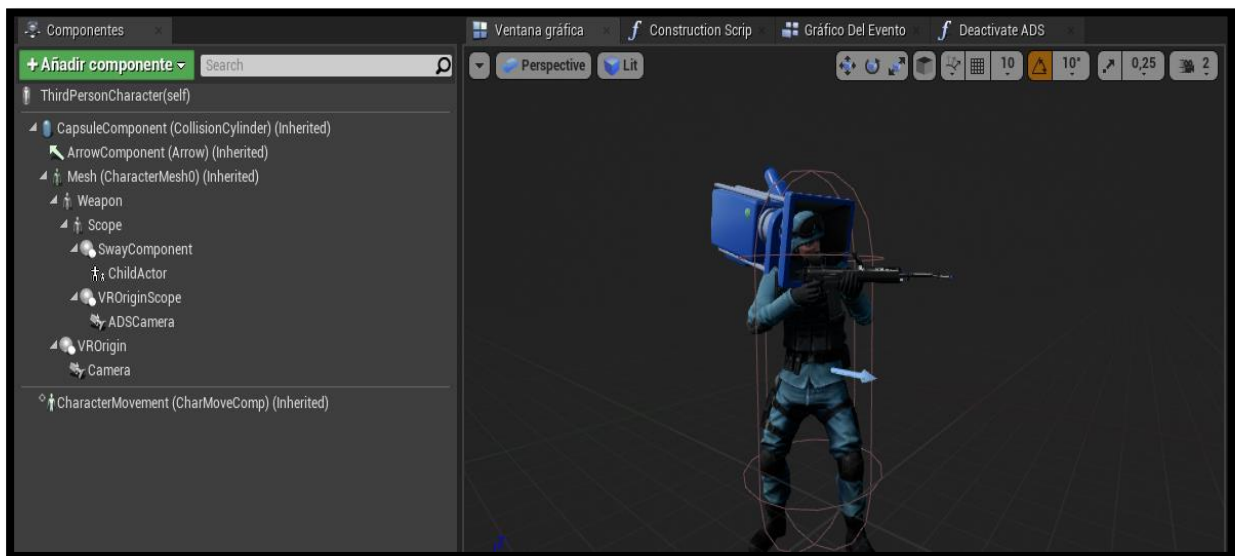 Componentes
+Añadir componente
Search
ThirdPersonCharacter(self)
CapsuleComponent (CollisionCylinder) (Inherited)
ArrowComponent (Arrow) (Inherited)
Mesh (CharacterMesh0) (Inherited)
Weapon
Scope
SwayComponent
ChildActor
VROriginScope
ADSCamera
VROrigin
Camera
CharacterMovement (CharMoveComp) (Inherited)
Ventana gráfica
Construction Scrip
Gráfico Del Evento
Deactivate ADS
Perspective
Lit
10
10°
0,25
2